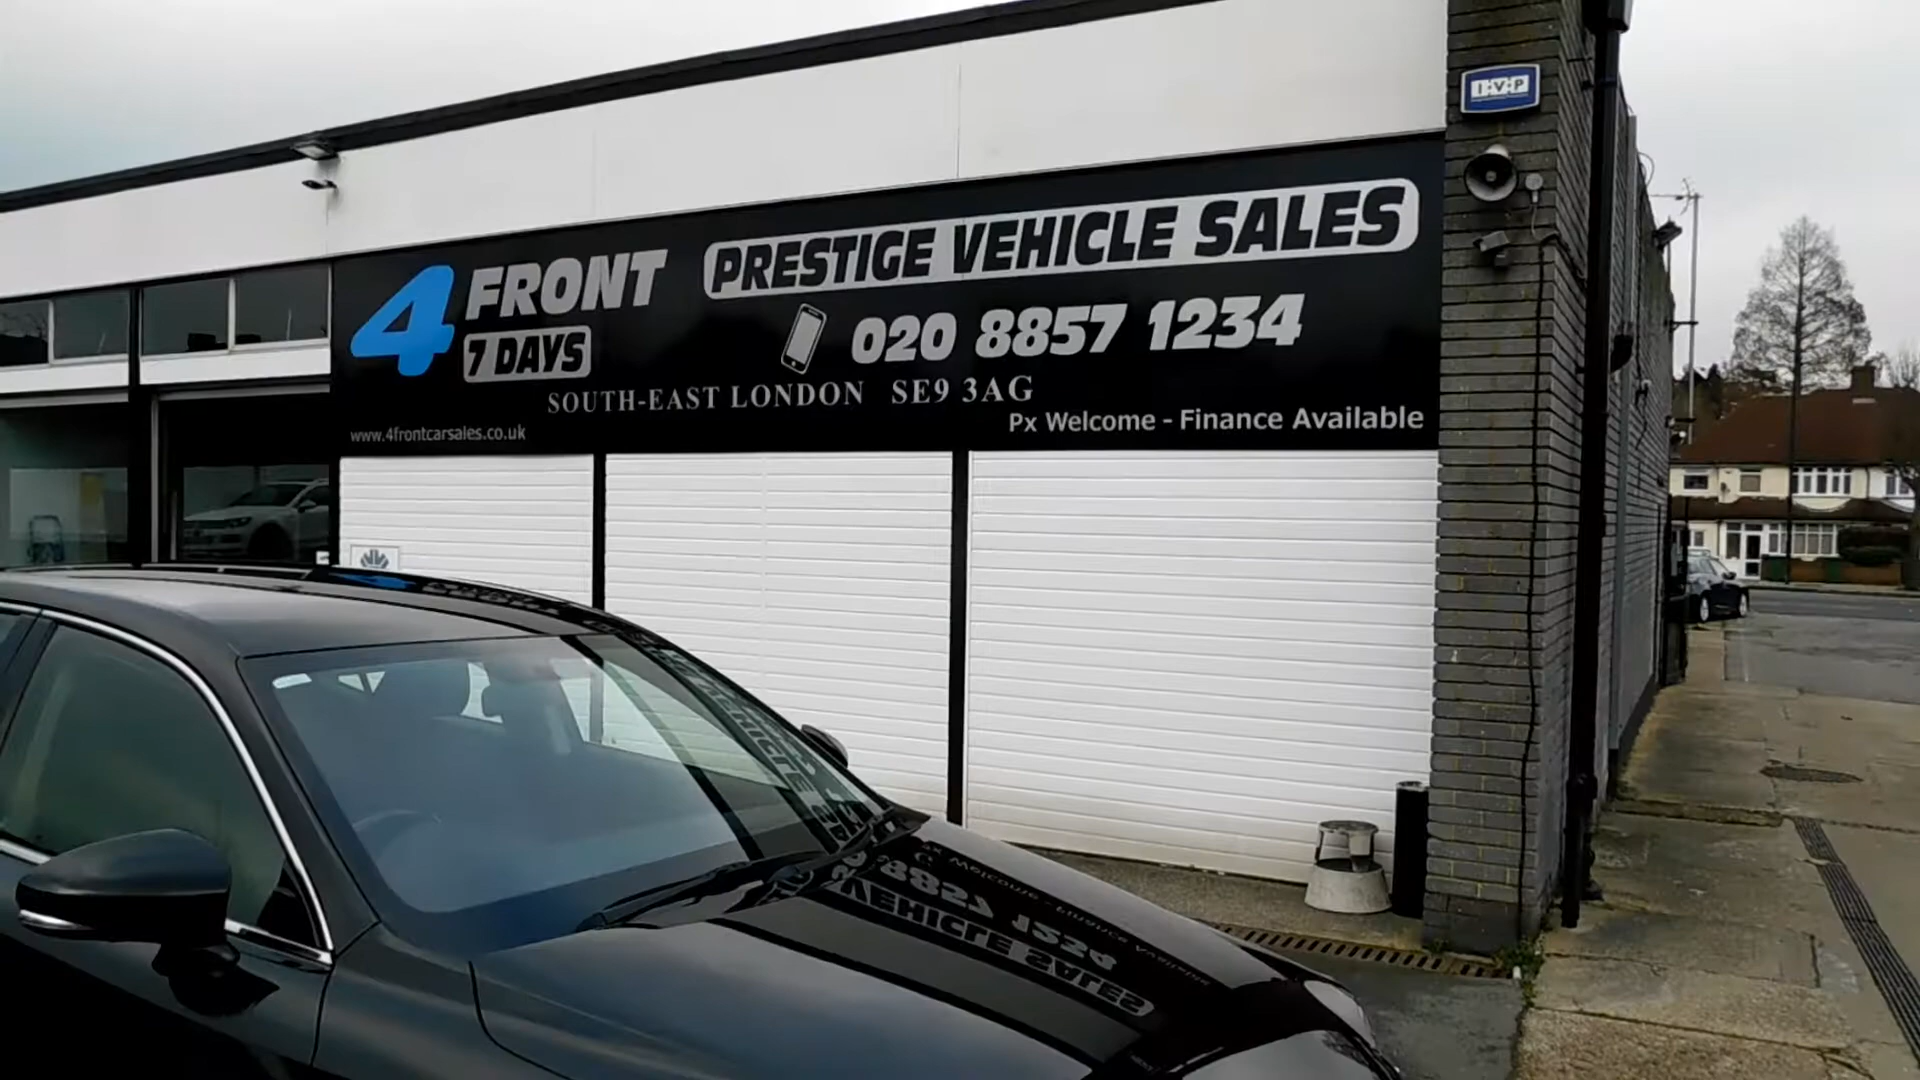 I·V·P
4 FRONT
7 DAYS
PRESTIGE VEHICLE SALES
020 8857 1234
SOUTH-EAST LONDON SE9 3AG
www.4frontcarsales.co.uk
Px Welcome - Finance Available